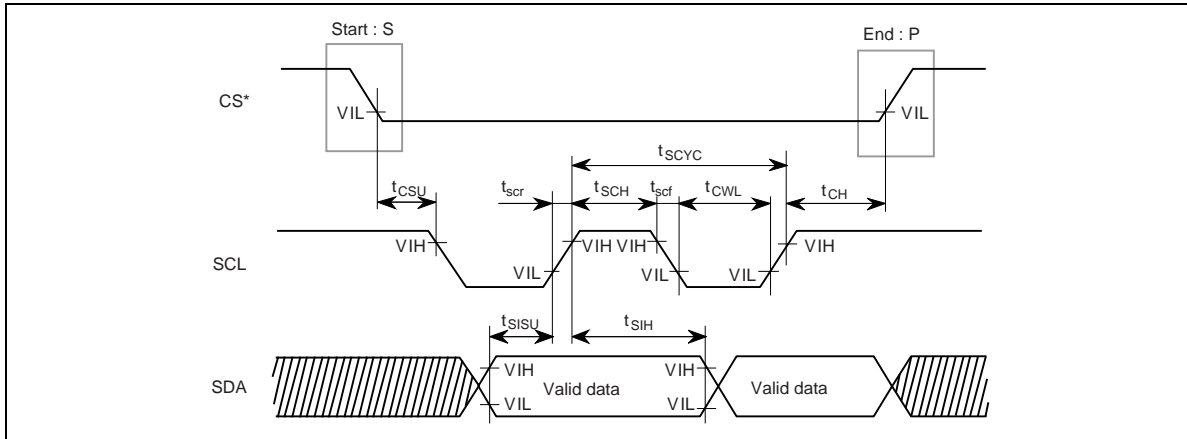 Start : S
End : P
CS*
VIL
VIL
tSCYC
tCSU
tscr
tSCH
tscf
tCWL
tCH
VIH
VIH VIH
VIH
SCL
VIL
VIL
VIL
tSISU
tSIH
VIH
VIH
SDA
Valid data
Valid data
VIL
VIL